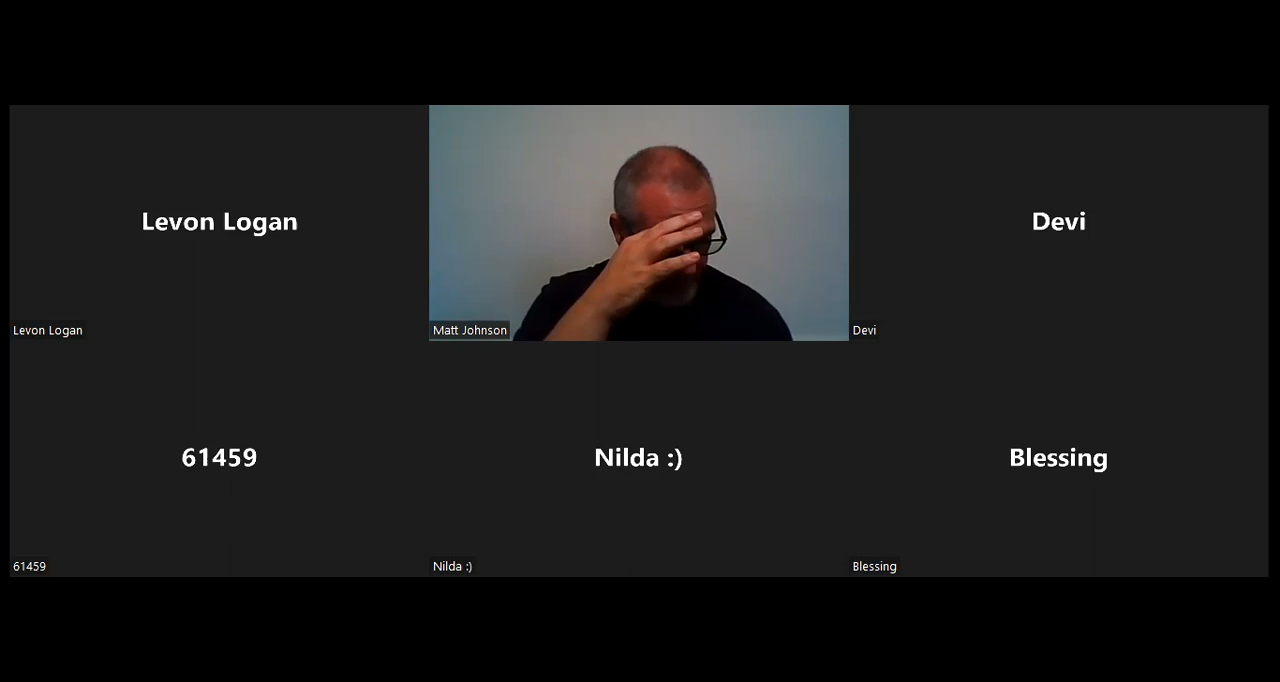 Levon Logan
Devi
Levon Logan
Matt Johnson
Devi
61459
Nilda :)
Blessing
61459
Nilda :)
Blessing